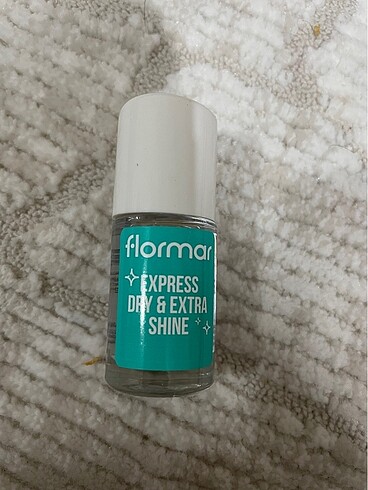 flormar
EXPRESS
DRY & EXTRA
SHINE